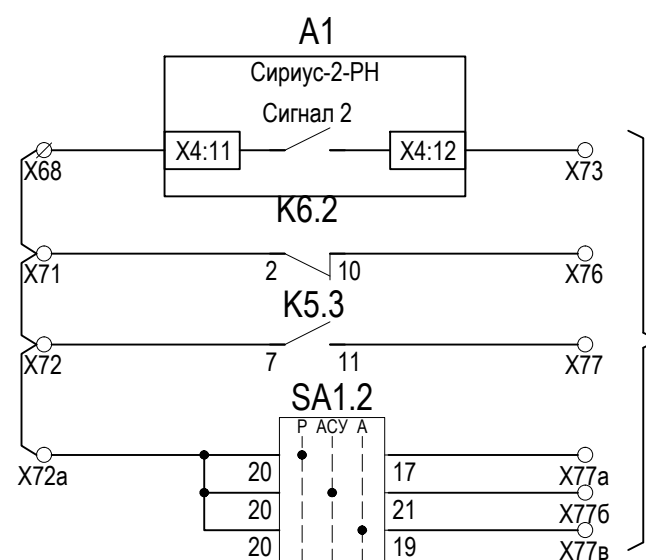 A1
Сириус-2-РН
Сигнал 2
X4:11 X4:12
X68 X73
K6.2
X71 2 10 X76
K5.3
X72 7 11 X77
SA1.2
Р АСУ А
X72а 20 17 X77а
20 21 X77б
20 19 X77в